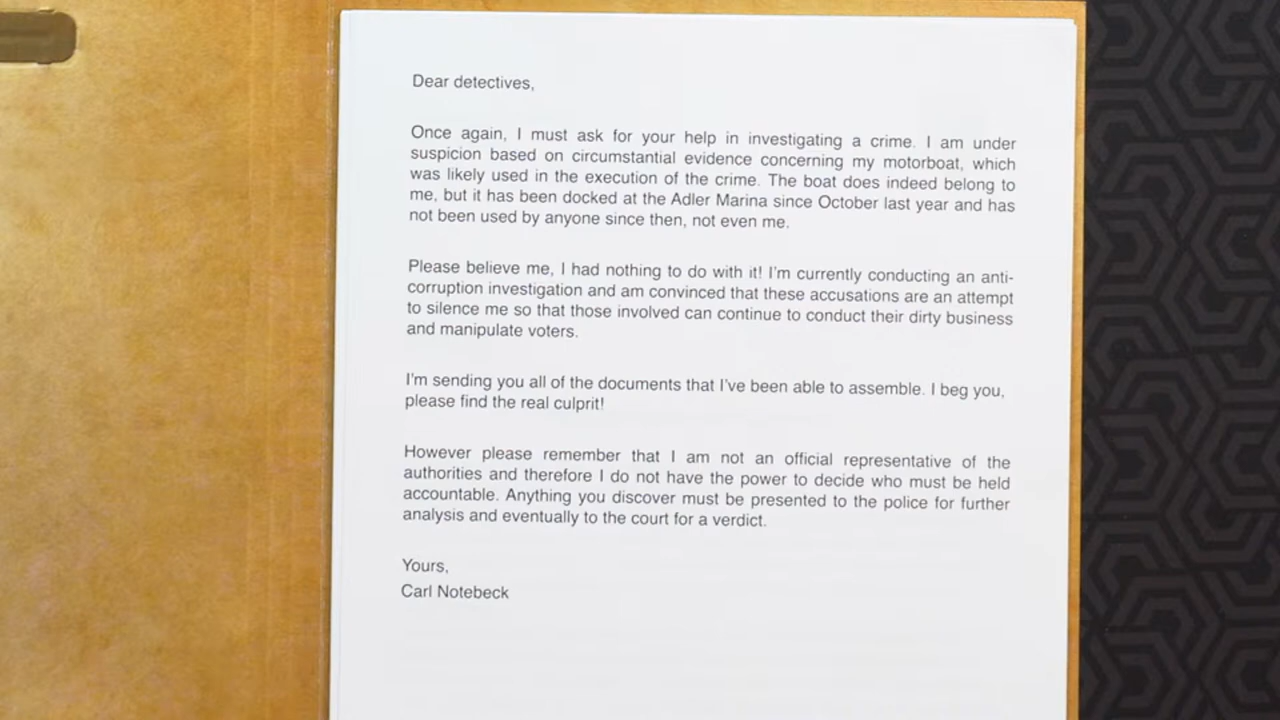 Dear detectives,
Once again, I must ask for your help in investigating a crime. I am under
suspicion based on circumstantial evidence concerning my motorboat, which
was likely used in the execution of the crime. The boat does indeed belong to
me, but it has been docked at the Adler Marina since October last year and has
not been used by anyone since then, not even me.
Please believe me, I had nothing to do with it! I'm currently conducting an anti-
corruption investigation and am convinced that these accusations are an attempt
to silence me so that those involved can continue to conduct their dirty business
and manipulate voters.
I'm sending you all of the documents that I've been able to assemble. I beg you,
please find the real culprit!
However please remember that I am not an official representative of the
authorities and therefore I do not have the power to decide who must be held
accountable. Anything you discover must be presented to the police for further
analysis and eventually to the court for a verdict.
Yours,
Carl Notebeck